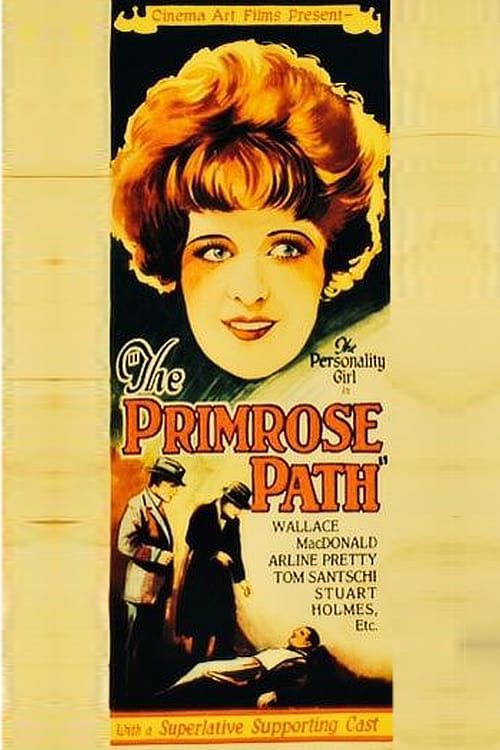 Cinema Art Films Present-
The
Personality
Girl
in
"The
PRIMROSE
PATH"
WALLACE
MacDONALD
ARLINE PRETTY
TOM SANTSCHI
STUART
HOLMES,
Etc.
With a Superlative Supporting Cast